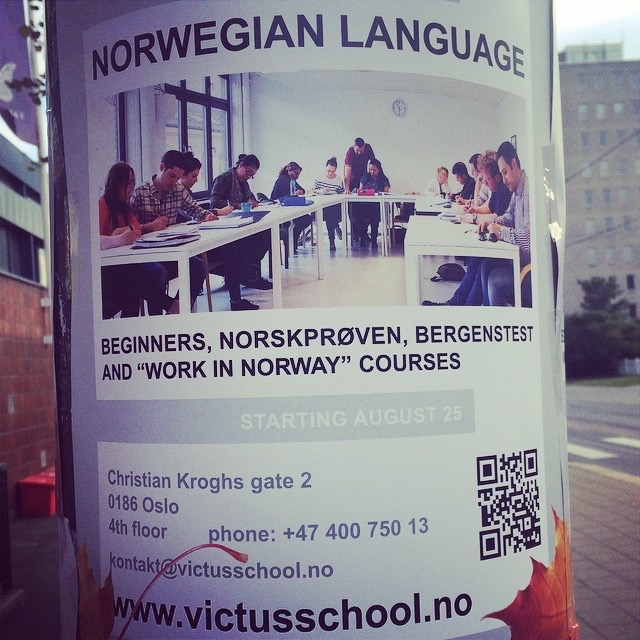 NORWEGIAN LANGUAGE
BEGINNERS, NORSKPRØVEN, BERGENSTEST
AND "WORK IN NORWAY" COURSES
STARTING AUGUST 25
Christian Kroghs gate 2
0186 Oslo
4th floor phone: +47 400 750 13
kontakt@victusschool.no
www.victusschool.no